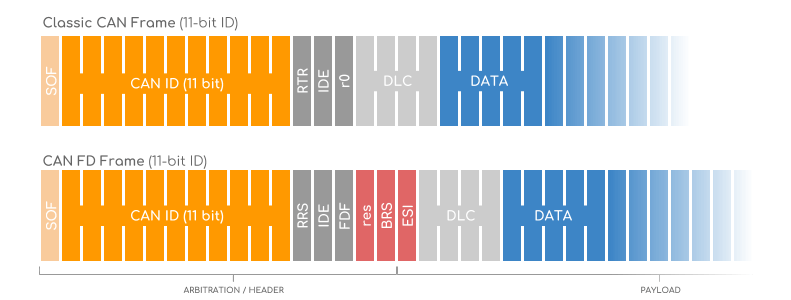 Classic CAN Frame (11-bit ID)
SOF CAN ID (11 bit) RTR IDE r0 DLC DATA
CAN FD Frame (11-bit ID)
SOF CAN ID (11 bit) RRS IDE FDF res BRS ESI DLC DATA
ARBITRATION / HEADER PAYLOAD